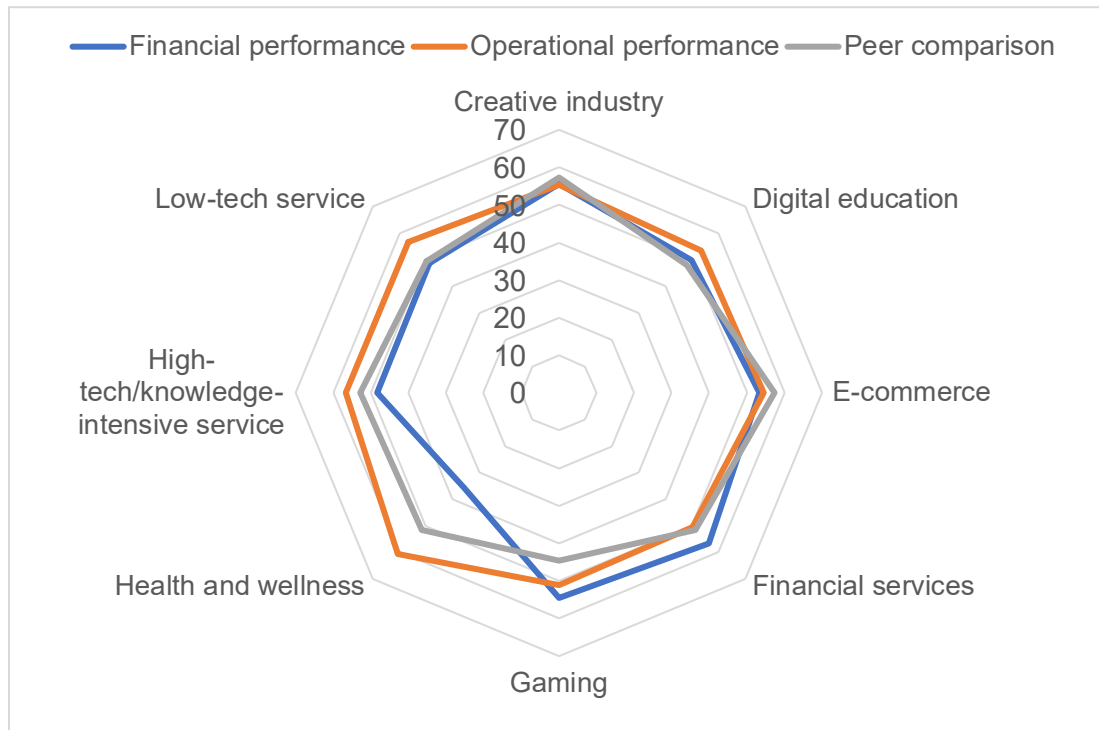 Financial performance Operational performance Peer comparison
Creative industry
70
60
50
40
30
20
10
0
Digital education
E-commerce
Financial services
Gaming
Health and wellness
High-
tech/knowledge-
intensive service
Low-tech service